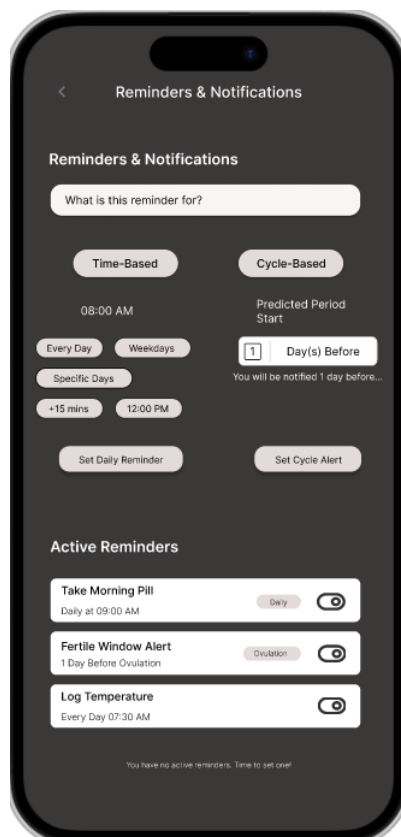 Reminders & Notifications
Reminders & Notifications
What is this reminder for?
Time-Based
Cycle-Based
08:00 AM
Predicted Period
Start
Every Day
Weekdays
1
Day(s) Before
Specific Days
You will be notified 1 day before...
+15 mins
12:00 PM
Set Daily Reminder
Set Cycle Alert
Active Reminders
Take Morning Pill
Daily at 09:00 AM
Daily
Fertile Window Alert
1 Day Before Ovulation
Ovulation
Log Temperature
Every Day 07:30 AM
You have no active reminders. Time to set one!